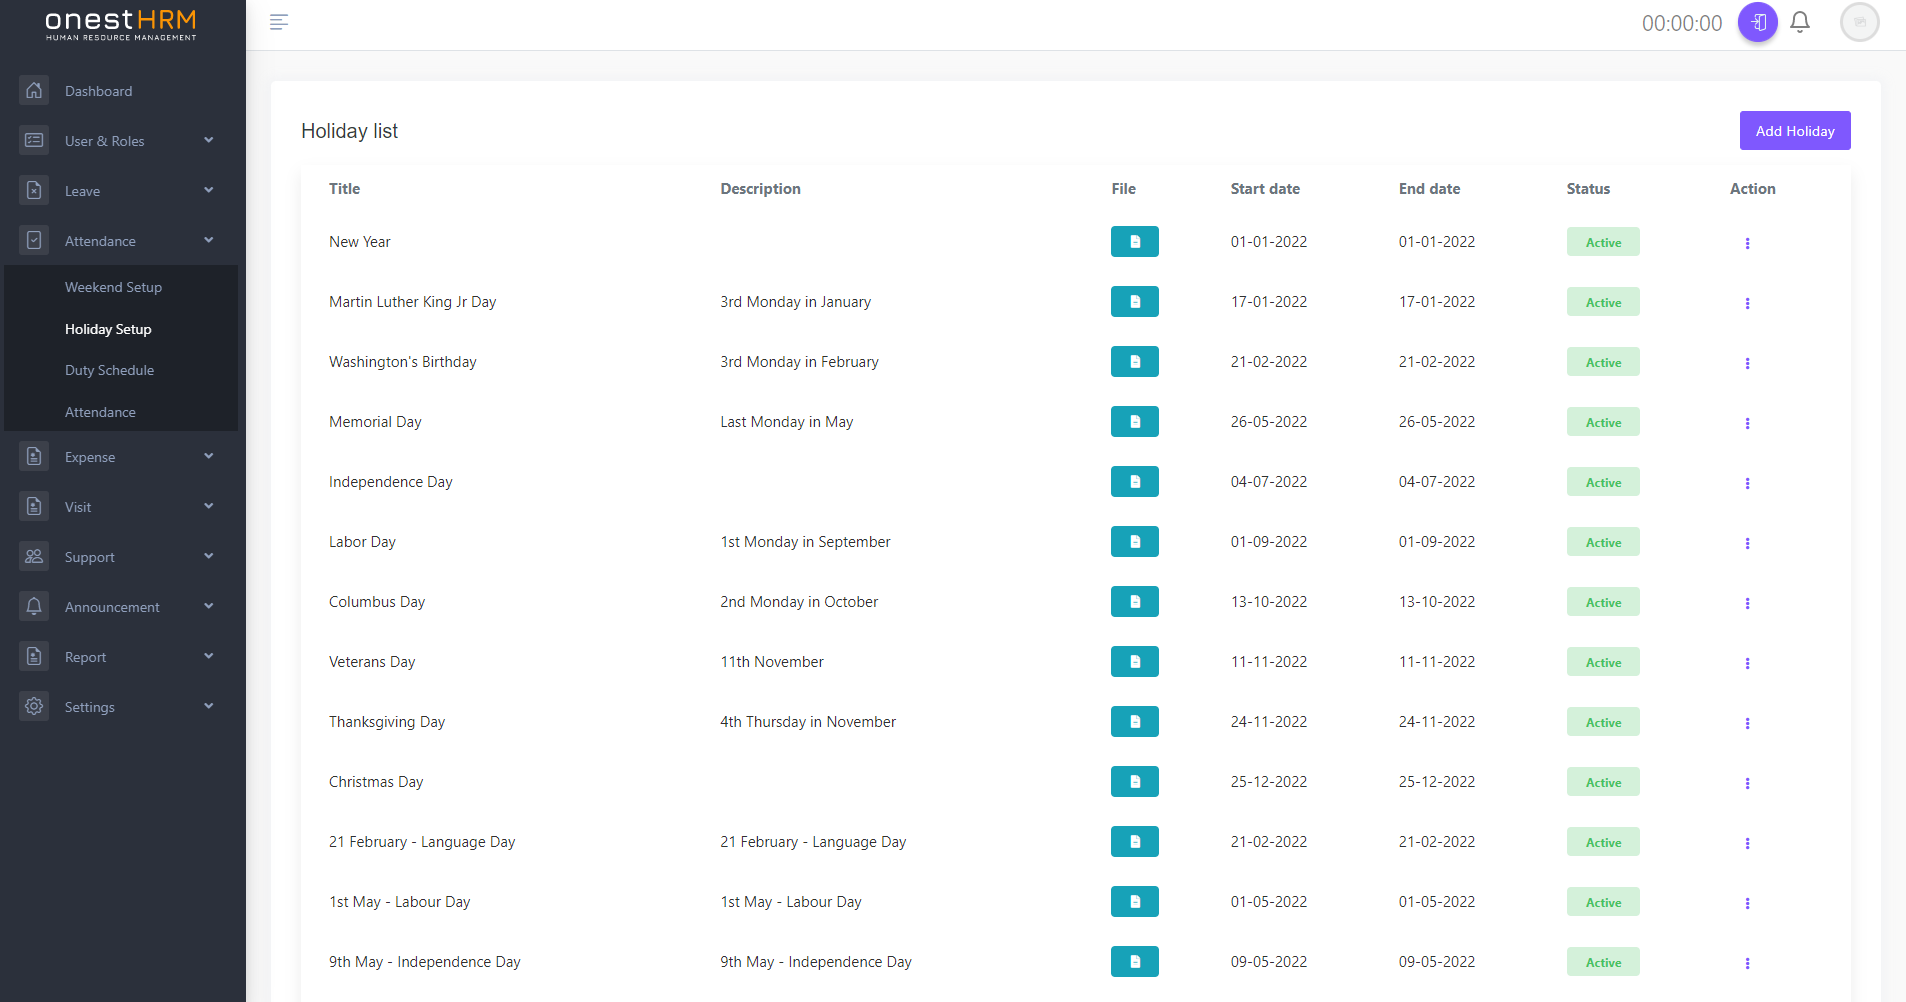 onestHRM
HUMAN RESOURCE MANAGEMENT
00:00:00
Dashboard
User & Roles
Leave
Attendance
Weekend Setup
Holiday Setup
Duty Schedule
Attendance
Expense
Visit
Support
Announcement
Report
Settings
Holiday list
Add Holiday
Title Description File Start date End date Status Action
New Year 01-01-2022 01-01-2022 Active
Martin Luther King Jr Day 3rd Monday in January 17-01-2022 17-01-2022 Active
Washington's Birthday 3rd Monday in February 21-02-2022 21-02-2022 Active
Memorial Day Last Monday in May 26-05-2022 26-05-2022 Active
Independence Day 04-07-2022 04-07-2022 Active
Labor Day 1st Monday in September 01-09-2022 01-09-2022 Active
Columbus Day 2nd Monday in October 13-10-2022 13-10-2022 Active
Veterans Day 11th November 11-11-2022 11-11-2022 Active
Thanksgiving Day 4th Thursday in November 24-11-2022 24-11-2022 Active
Christmas Day 25-12-2022 25-12-2022 Active
21 February - Language Day 21 February - Language Day 21-02-2022 21-02-2022 Active
1st May - Labour Day 1st May - Labour Day 01-05-2022 01-05-2022 Active
9th May - Independence Day 9th May - Independence Day 09-05-2022 09-05-2022 Active